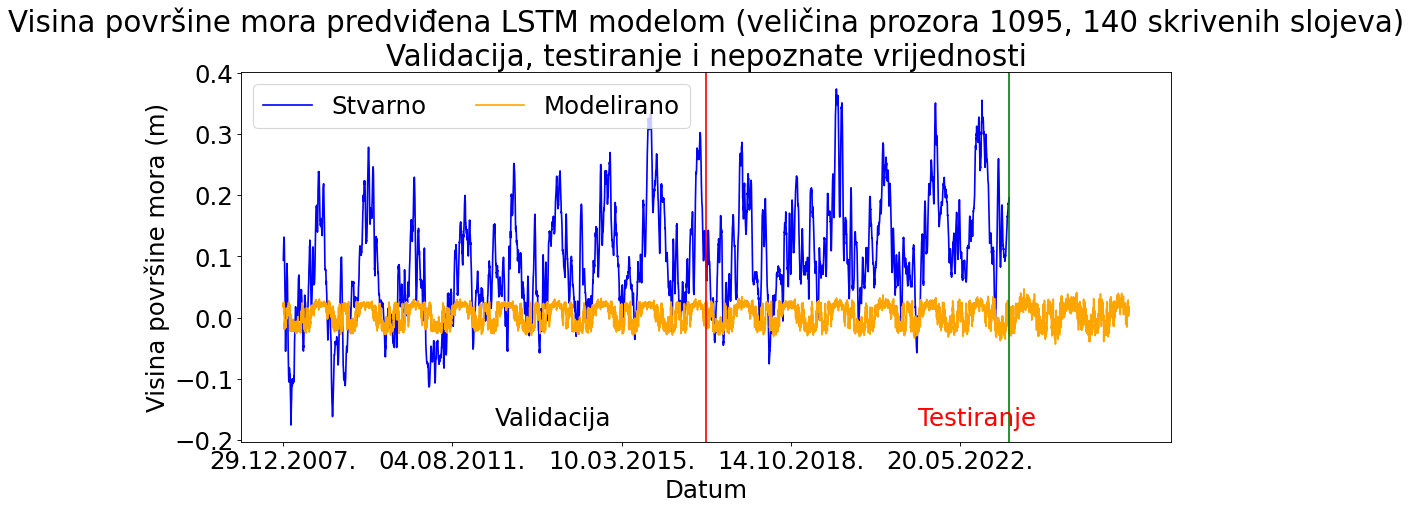 Visina površine mora predviđena LSTM modelom (veličina prozora 1095, 140 skrivenih slojeva)
Validacija, testiranje i nepoznate vrijednosti
Stvarno Modelirano
Visina površine mora (m)
0.4
0.3
0.2
0.1
0.0
−0.1
−0.2
Validacija Testiranje
29.12.2007. 04.08.2011. 10.03.2015. 14.10.2018. 20.05.2022.
Datum